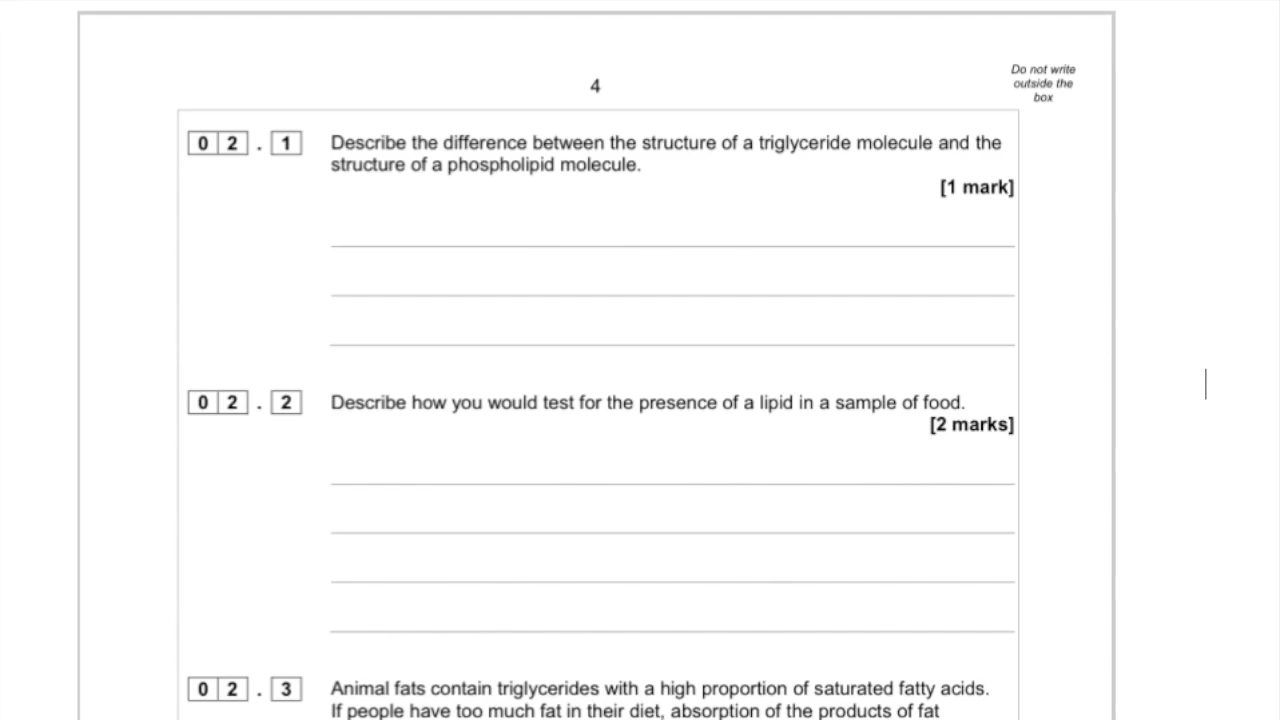 4
Do not write
outside the
box
0 2 . 1 Describe the difference between the structure of a triglyceride molecule and the
structure of a phospholipid molecule.
[1 mark]
0 2 . 2 Describe how you would test for the presence of a lipid in a sample of food.
[2 marks]
0 2 . 3 Animal fats contain triglycerides with a high proportion of saturated fatty acids.
If people have too much fat in their diet, absorption of the products of fat